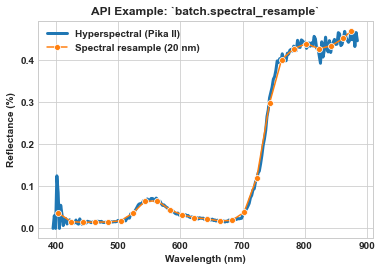 API Example: `batch.spectral_resample`
Hyperspectral (Pika II)
Spectral resample (20 nm)
Reflectance (%)
0.4
0.3
0.2
0.1
0.0
400 500 600 700 800 900
Wavelength (nm)